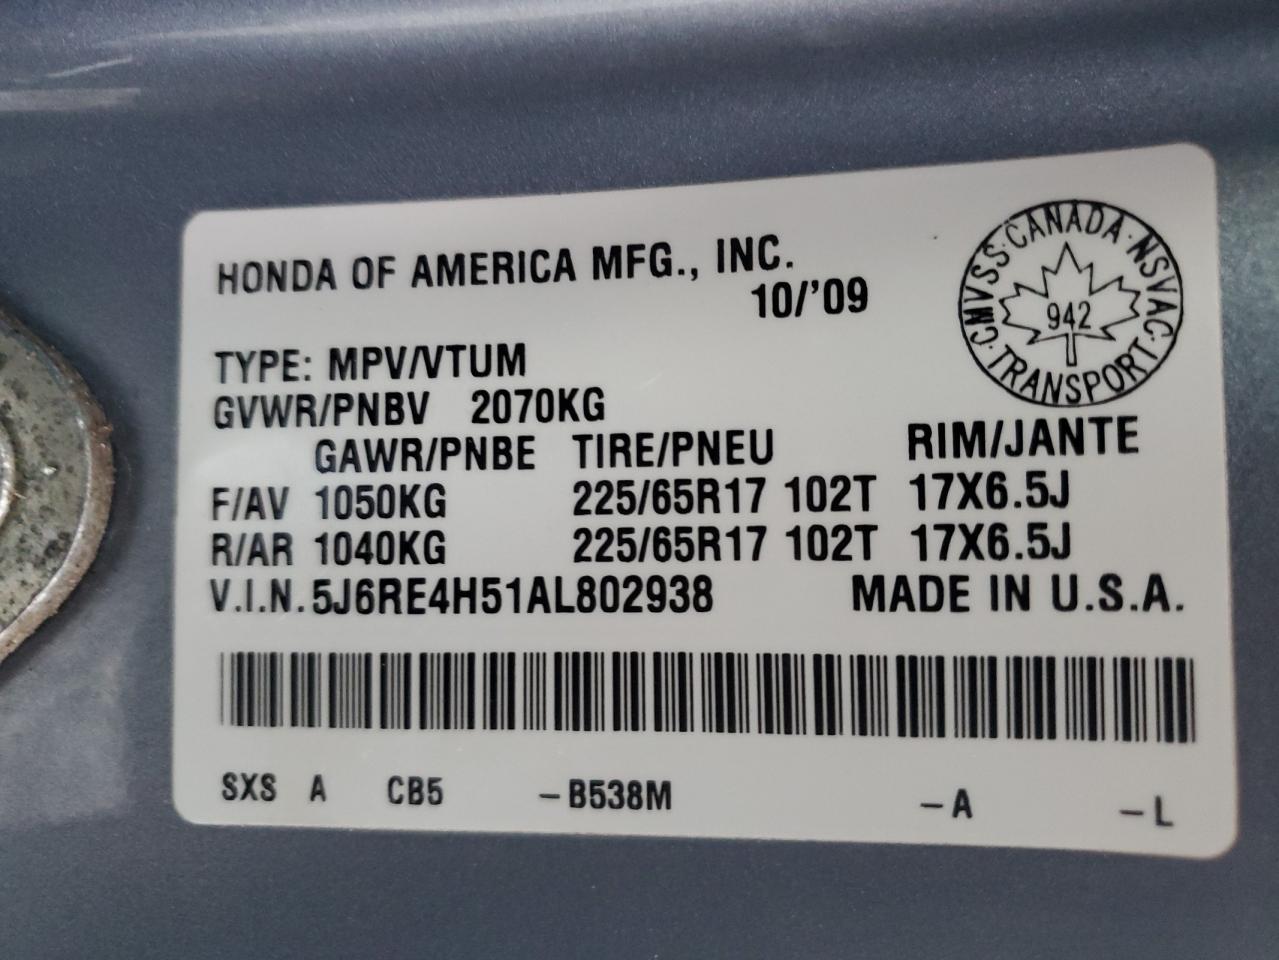 HONDA OF AMERICA MFG., INC.
10/'09
CMVSS·CANADA·NSVAC·TRANSPORT·
942
TYPE: MPV/VTUM
GVWR/PNBV 2070KG
GAWR/PNBE TIRE/PNEU RIM/JANTE
F/AV 1050KG 225/65R17 102T 17X6.5J
R/AR 1040KG 225/65R17 102T 17X6.5J
V.I.N. 5J6RE4H51AL802938 MADE IN U.S.A.
SXS A CB5 -B538M -A -L